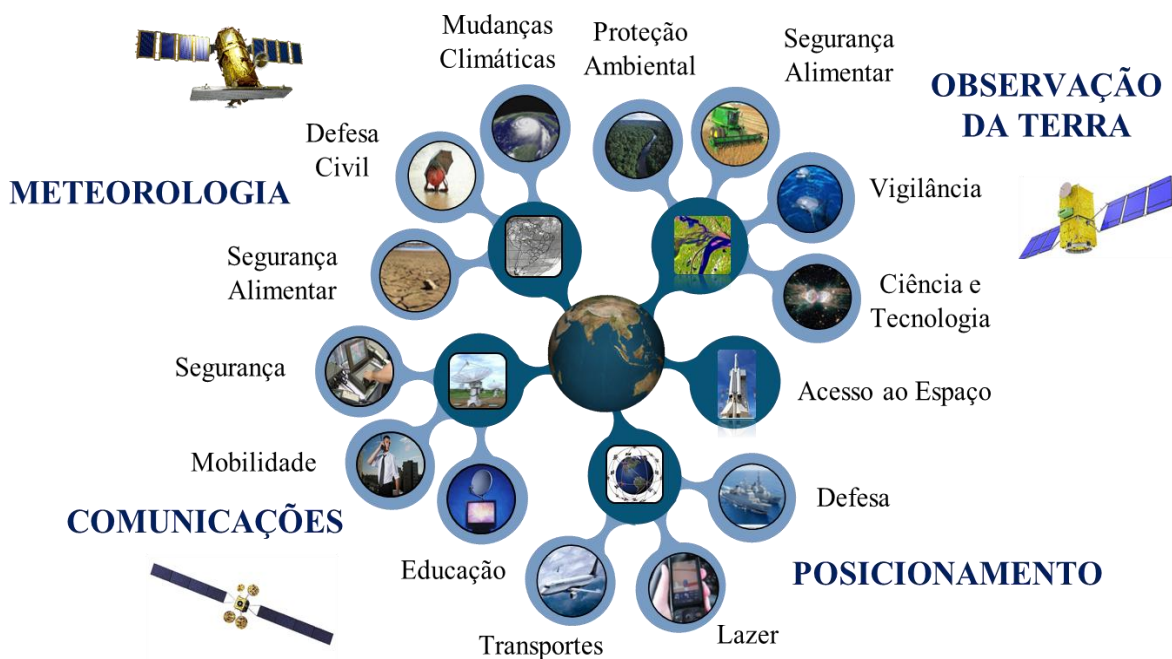 Mudanças
Climáticas
Proteção
Ambiental
Segurança
Alimentar
OBSERVAÇÃO
DA TERRA
Defesa
Civil
METEOROLOGIA
Vigilância
Segurança
Alimentar
Ciência e
Tecnologia
Segurança
Acesso ao Espaço
Mobilidade
Defesa
COMUNICAÇÕES
Educação
POSICIONAMENTO
Transportes
Lazer